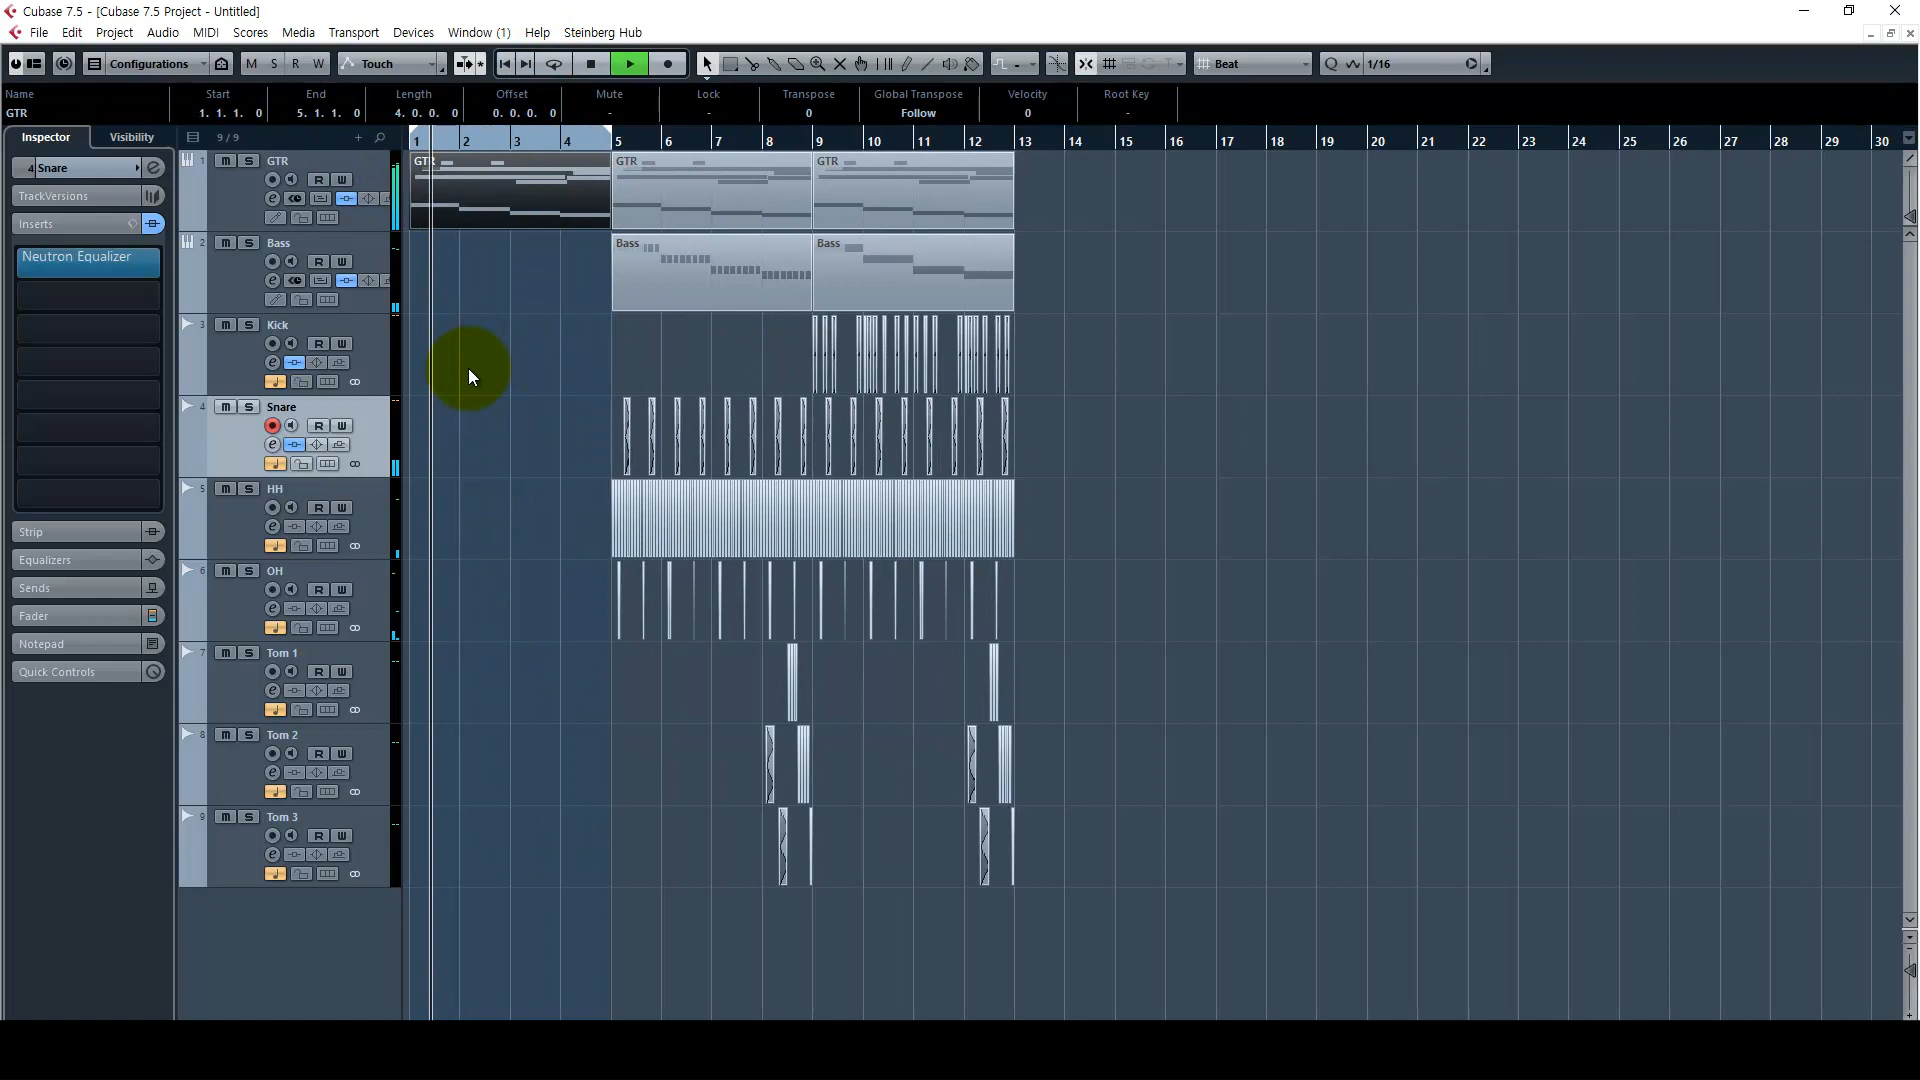 Cubase 7.5 - [Cubase 7.5 Project - Untitled]
File Edit Project Audio MIDI Scores Media Transport Devices Window (1) Help Steinberg Hub
Configurations M S R W Touch Beat Q 1/16
Name Start End Length Offset Mute Lock Transpose Global Transpose Velocity Root Key
GTR 1. 1. 1. 0 5. 1. 1. 0 4. 0. 0. 0 0. 0. 0. 0 - - 0 Follow 0 -
Inspector Visibility 9 / 9
1 2 3 4 5 6 7 8 9 10 11 12 13 14 15 16 17 18 19 20 21 22 23 24 25 26 27 28 29 30
4 Snare
TrackVersions
Inserts
Neutron Equalizer
Strip
Equalizers
Sends
Fader
Notepad
Quick Controls
1 m S GTR
R W
e
2 m S Bass
R W
e
3 m S Kick
R W
e
4 m S Snare
R W
e
5 m S HH
R W
e
6 m S OH
R W
e
7 m S Tom 1
R W
e
8 m S Tom 2
R W
e
9 m S Tom 3
R W
e
GTR GTR GTR
Bass Bass